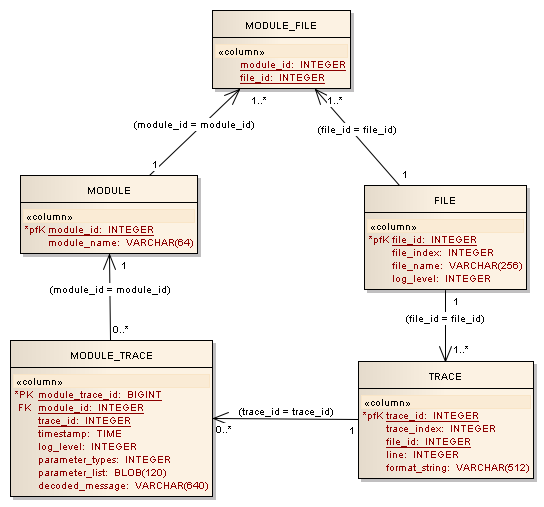 MODULE_FILE
«column»
module_id: INTEGER
file_id: INTEGER
1..*
1..*
(module_id = module_id)
(file_id = file_id)
1
1
MODULE
«column»
*pfK module_id: INTEGER
module_name: VARCHAR(64)
FILE
«column»
*pfK file_id: INTEGER
file_index: INTEGER
file_name: VARCHAR(256)
log_level: INTEGER
1
(module_id = module_id)
0..*
1
(file_id = file_id)
1..*
MODULE_TRACE
«column»
*PK module_trace_id: BIGINT
FK module_id: INTEGER
trace_id: INTEGER
timestamp: TIME
log_level: INTEGER
parameter_types: INTEGER
parameter_list: BLOB(120)
decoded_message: VARCHAR(640)
(trace_id = trace_id)
0..*
1
TRACE
«column»
*pfK trace_id: INTEGER
trace_index: INTEGER
file_id: INTEGER
line: INTEGER
format_string: VARCHAR(512)